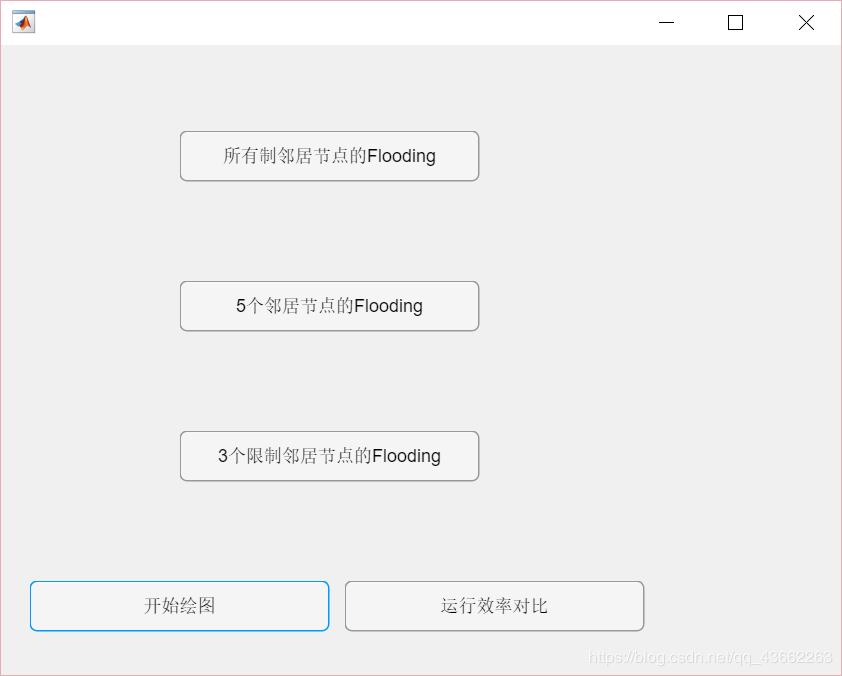 所有制邻居节点的Flooding
5个邻居节点的Flooding
3个限制邻居节点的Flooding
开始绘图
运行效率对比
https://blog.csdn.net/qq_43662263